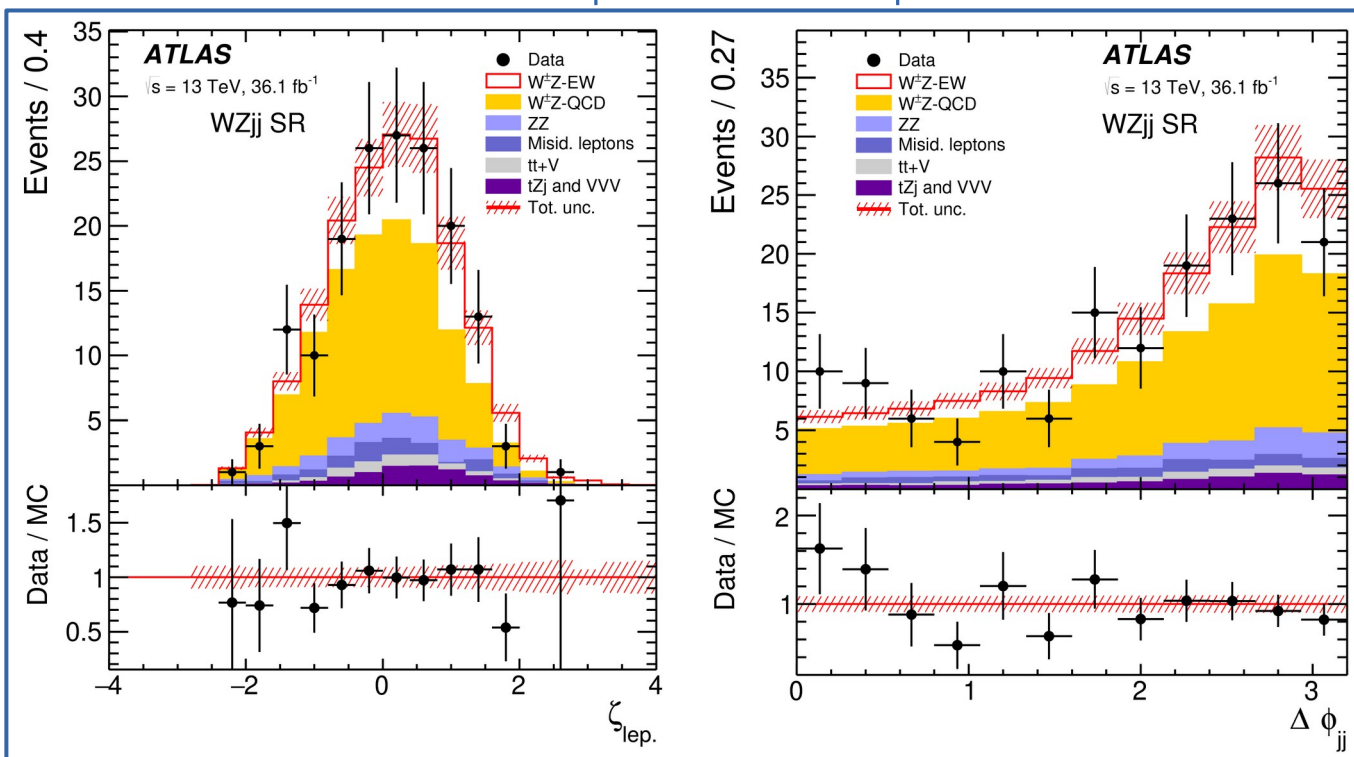 ATLAS
√s = 13 TeV, 36.1 fb⁻¹
WZjj SR
Data
W±Z-EW
W±Z-QCD
ZZ
Misid. leptons
tt+V
tZj and VVV
Tot. unc.
Events / 0.4
35
30
25
20
15
10
5
Data / MC
1.5
1
0.5
−4
−2
0
2
4
ζlep.
ATLAS
√s = 13 TeV, 36.1 fb⁻¹
WZjj SR
Data
W±Z-EW
W±Z-QCD
ZZ
Misid. leptons
tt+V
tZj and VVV
Tot. unc.
Events / 0.27
35
30
25
20
15
10
5
Data / MC
2
1
0
1
2
3
Δ ϕjj